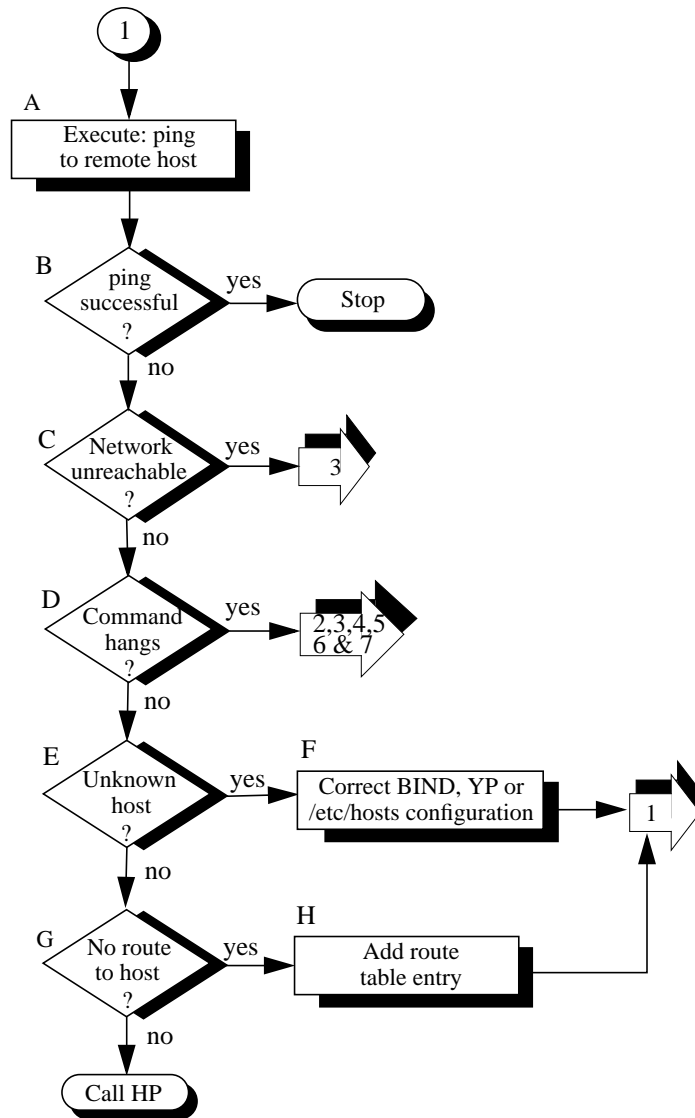 1
A
Execute: ping
to remote host
B
ping
successful
?
yes
Stop
no
C
Network
unreachable
?
yes
3
no
D
Command
hangs
?
yes
2,3,4,5
6 & 7
no
E
Unknown
host
?
yes
F
Correct BIND, YP or
/etc/hosts configuration
1
no
G
No route
to host
?
yes
H
Add route
table entry
no
Call HP